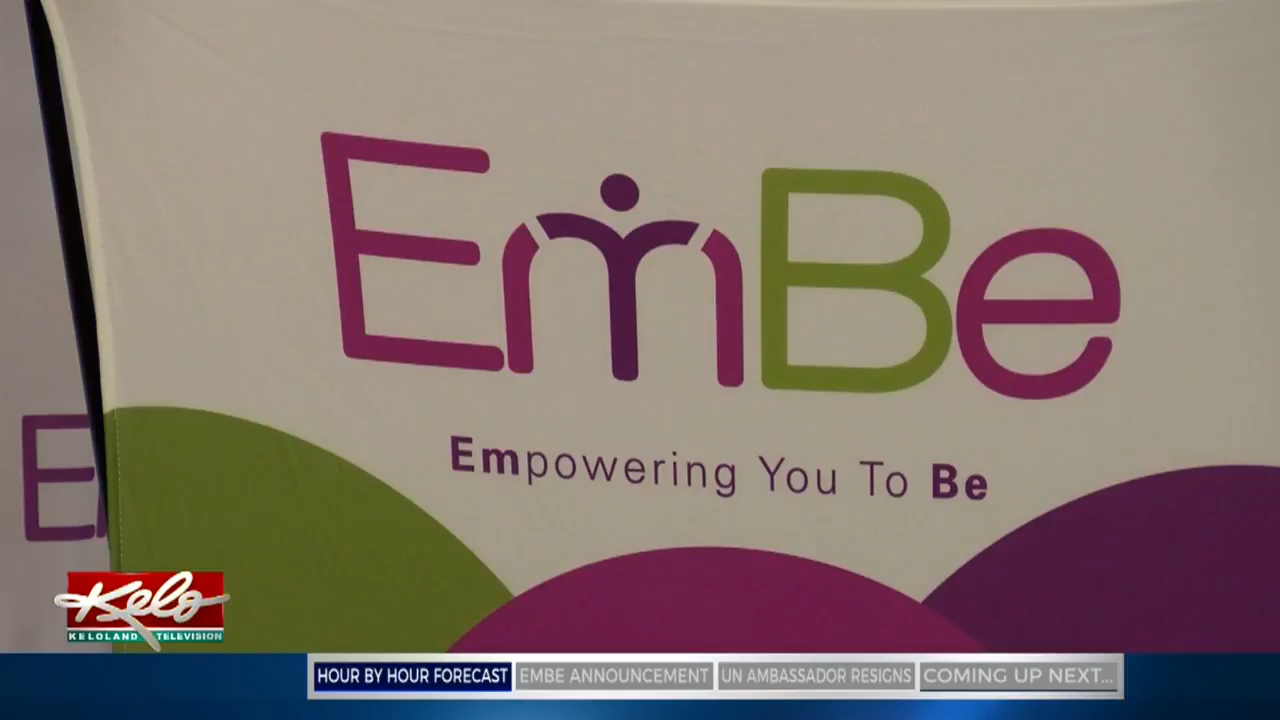 EmBe
Empowering You To Be
E
Kelo
KELOLAND TELEVISION
HOUR BY HOUR FORECAST
EMBE ANNOUNCEMENT
UN AMBASSADOR RESIGNS
COMING UP NEXT...